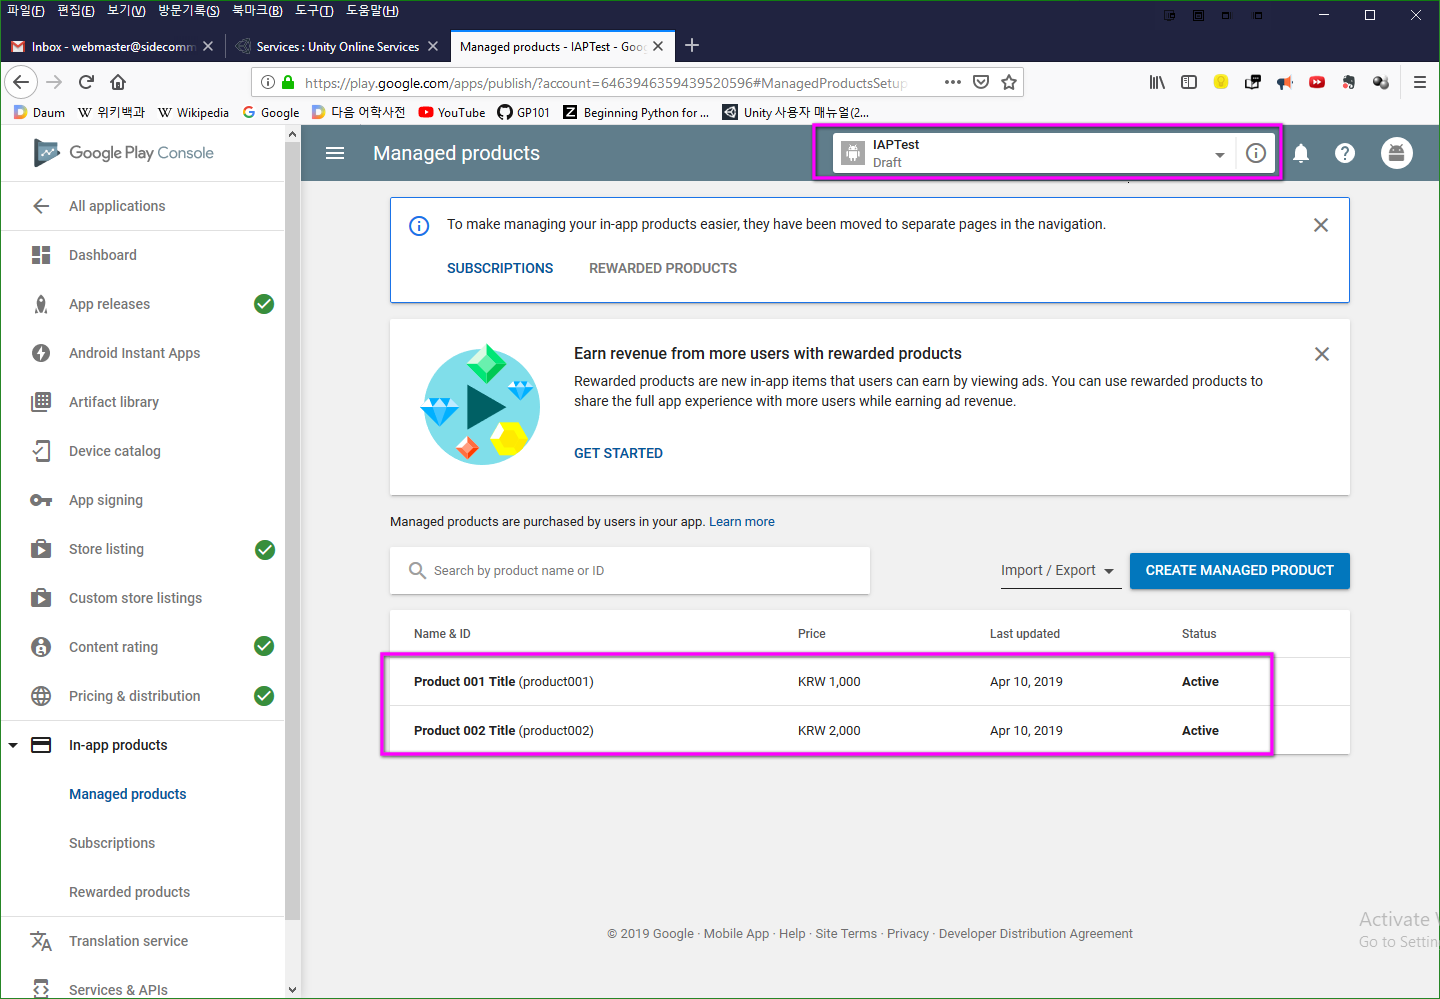 파일(F) 편집(E) 보기(V) 방문기록(S) 북마크(B) 도구(T) 도움말(H)
Inbox - webmaster@sidecomm
Services : Unity Online Services
Managed products - IAPTest - Goo
https://play.google.com/apps/publish/?account=6463946359439520596#ManagedProductsSetup
Daum 위키백과 Wikipedia Google 다음 어학사전 YouTube GP101 Beginning Python for ... Unity 사용자 매뉴얼(2...
Google Play Console
All applications
Dashboard
App releases
Android Instant Apps
Artifact library
Device catalog
App signing
Store listing
Custom store listings
Content rating
Pricing & distribution
In-app products
Managed products
Subscriptions
Rewarded products
Translation service
Services & APIs
Managed products
IAPTest
Draft
To make managing your in-app products easier, they have been moved to separate pages in the navigation.
SUBSCRIPTIONS REWARDED PRODUCTS
Earn revenue from more users with rewarded products
Rewarded products are new in-app items that users can earn by viewing ads. You can use rewarded products to
share the full app experience with more users while earning ad revenue.
GET STARTED
Managed products are purchased by users in your app. Learn more
Search by product name or ID
Import / Export
CREATE MANAGED PRODUCT
Name & ID Price Last updated Status
Product 001 Title (product001) KRW 1,000 Apr 10, 2019 Active
Product 002 Title (product002) KRW 2,000 Apr 10, 2019 Active
© 2019 Google · Mobile App · Help · Site Terms · Privacy · Developer Distribution Agreement
Activate
Go to Settin